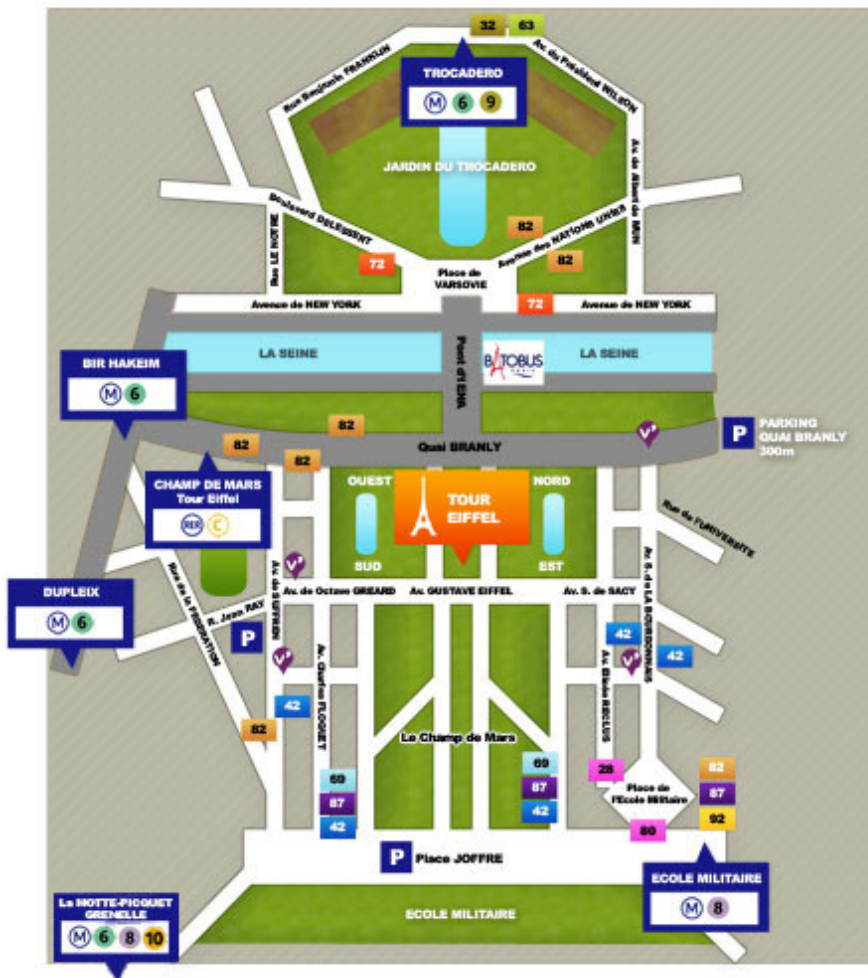 32 63
TROCADERO
M 6 9
Rue Benjamin FRANKLIN
Av. du Président WILSON
JARDIN DU TROCADERO
Av. de Albert de MUN
Boulevard DELESSENT
Avenue des NATIONS UNIES
Rue LE NOTRE
82
82
72
Place de
VARSOVIE
72
Avenue de NEW YORK
Avenue de NEW YORK
LA SEINE
Pont d'IENA
BATOBUS
PARIS
LA SEINE
BIR HAKEIM
M 6
82
82
82
Quai BRANLY
V'
P
PARKING
QUAI BRANLY
300m
CHAMP DE MARS
Tour Eiffel
RER C
OUEST
NORD
TOUR
EIFFEL
SUD
EST
Rue de l'UNIVERSITE
V'
Av. de Octave GREARD
Av. GUSTAVE EIFFEL
Av. S. de SACY
DUPLEIX
M 6
Rue de la FEDERATION
R. Jean RAY
Av. de SUFREN
Av. S. de LA BOURDONNAIS
P
V'
42
42
V'
Av. Charles FLOQUET
Av. Elisée RECLUS
82
42
Le Champ de Mars
69
87
42
69
87
42
28
Place de
l'Ecole Militaire
82
87
92
80
P
Place JOFFRE
ECOLE MILITAIRE
M 8
La MOTTE-PICQUET
GRENELLE
M 6 8 10
ECOLE MILITAIRE